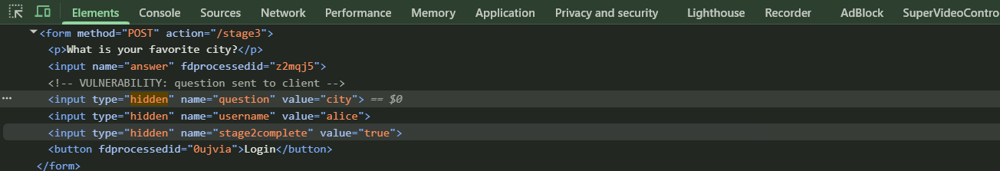 Elements Console Sources Network Performance Memory Application Privacy and security Lighthouse Recorder AdBlock SuperVideoContro
<form method="POST" action="/stage3">
<p>What is your favorite city?</p>
<input name="answer" fdprocessedid="z2mqj5">
<!-- VULNERABILITY: question sent to client -->
... <input type="hidden" name="question" value="city"> == $0
<input type="hidden" name="username" value="alice">
<input type="hidden" name="stage2complete" value="true">
<button fdprocessedid="0ujvia">Login</button>
</form>